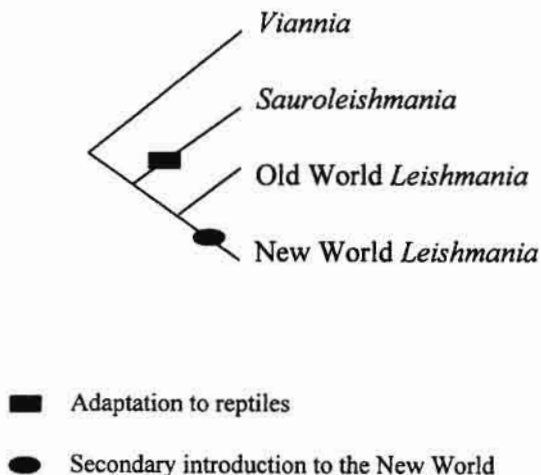 Viannia
Sauroleishmania
Old World Leishmania
New World Leishmania
Adaptation to reptiles
Secondary introduction to the New World